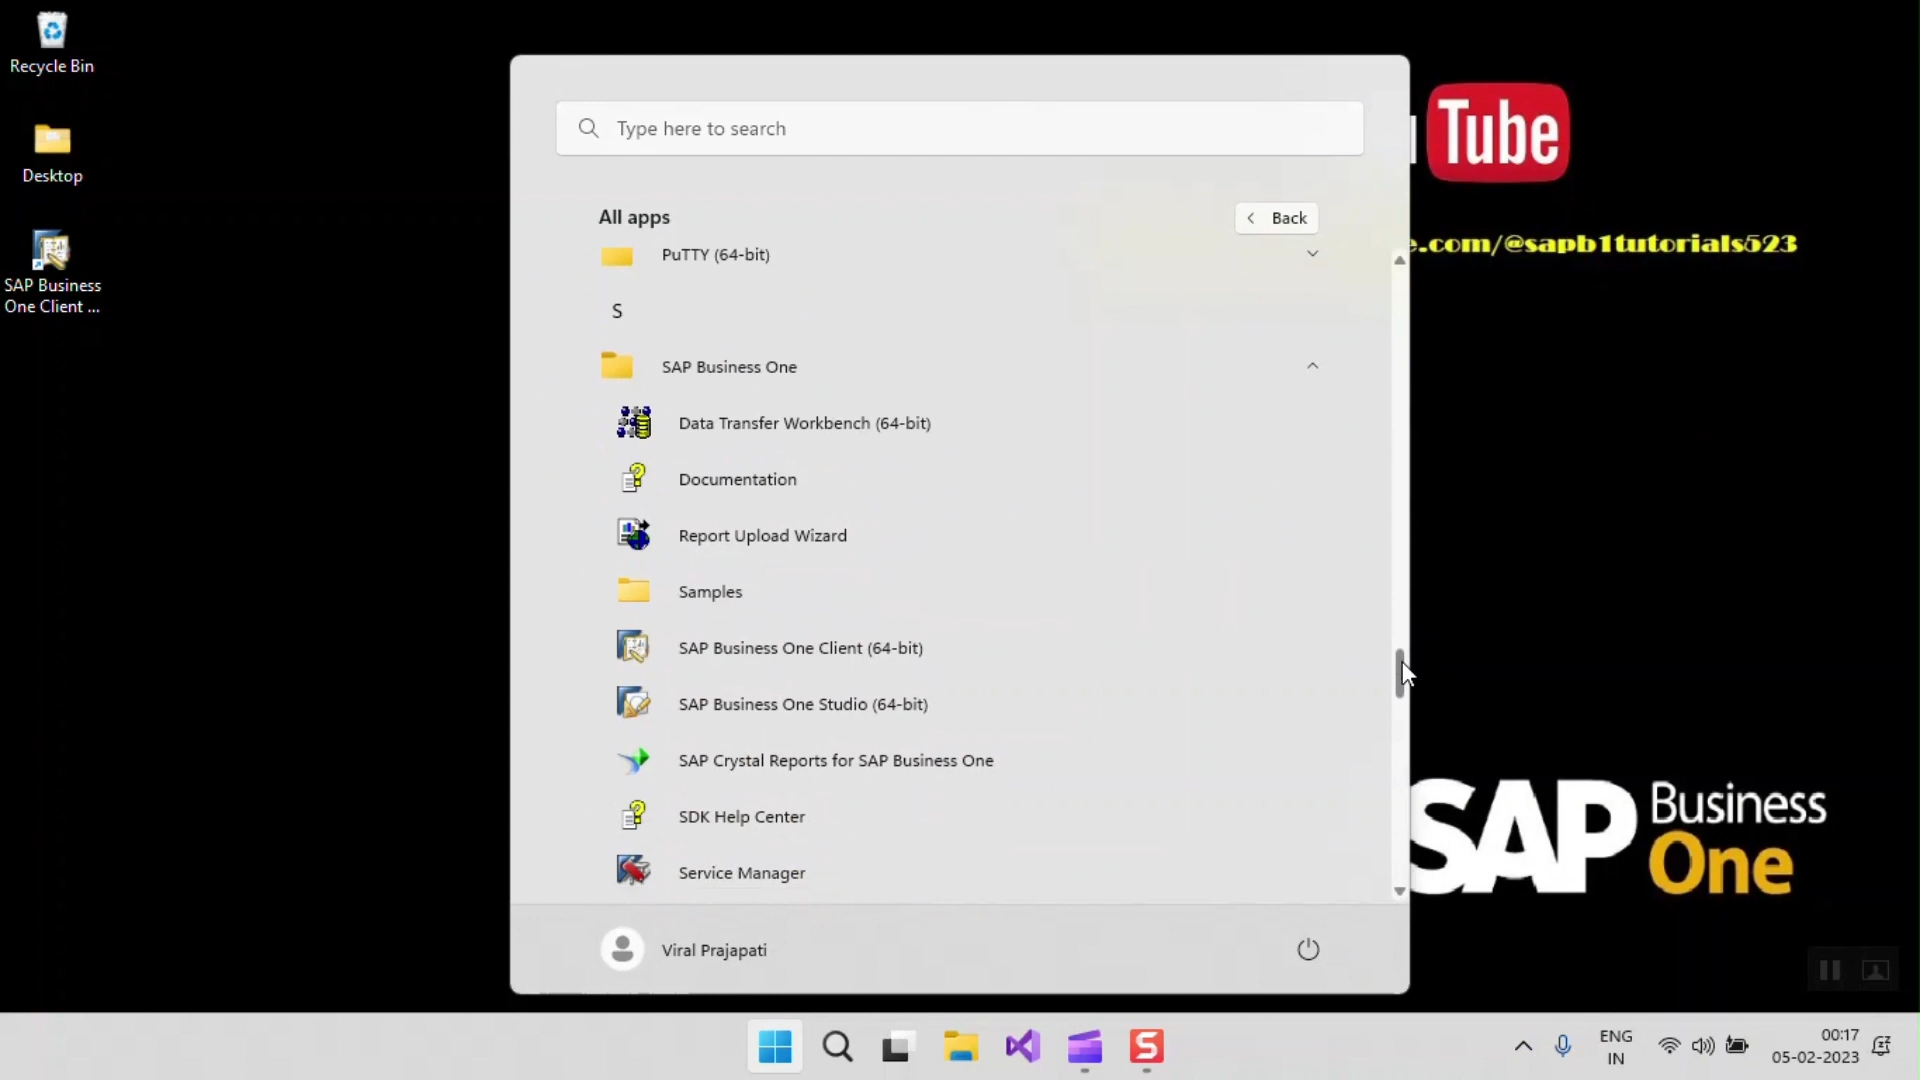 Recycle Bin
Desktop
SAP Business
One Client ...
Type here to search
All apps
Back
PuTTY (64-bit)
S
SAP Business One
Data Transfer Workbench (64-bit)
Documentation
Report Upload Wizard
Samples
SAP Business One Client (64-bit)
SAP Business One Studio (64-bit)
SAP Crystal Reports for SAP Business One
SDK Help Center
Service Manager
Viral Prajapati
Tube
.com/@sapb1tutorials523
SAP Business
One
S
ENG
IN
00:17
05-02-2023